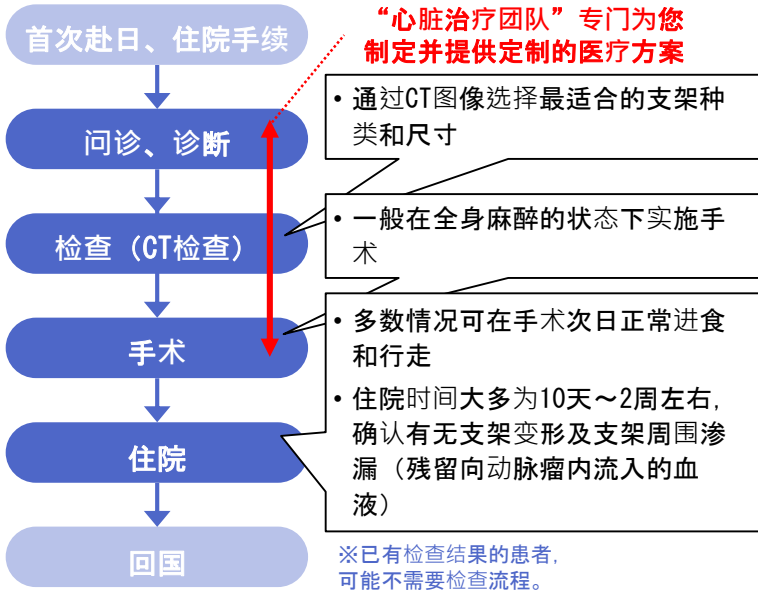 首次赴日、住院手续
“心脏治疗团队”专门为您
制定并提供定制的医疗方案
问诊、诊断
• 通过CT图像选择最适合的支架种
类和尺寸
检查（CT检查）
• 一般在全身麻醉的状态下实施手
术
手术
• 多数情况可在手术次日正常进食
和行走
• 住院时间大多为10天～2周左右，
确认有无支架变形及支架周围渗
漏（残留向动脉瘤内流入的血
液）
住院
回国
※已有检查结果的患者，
可能不需要检查流程。